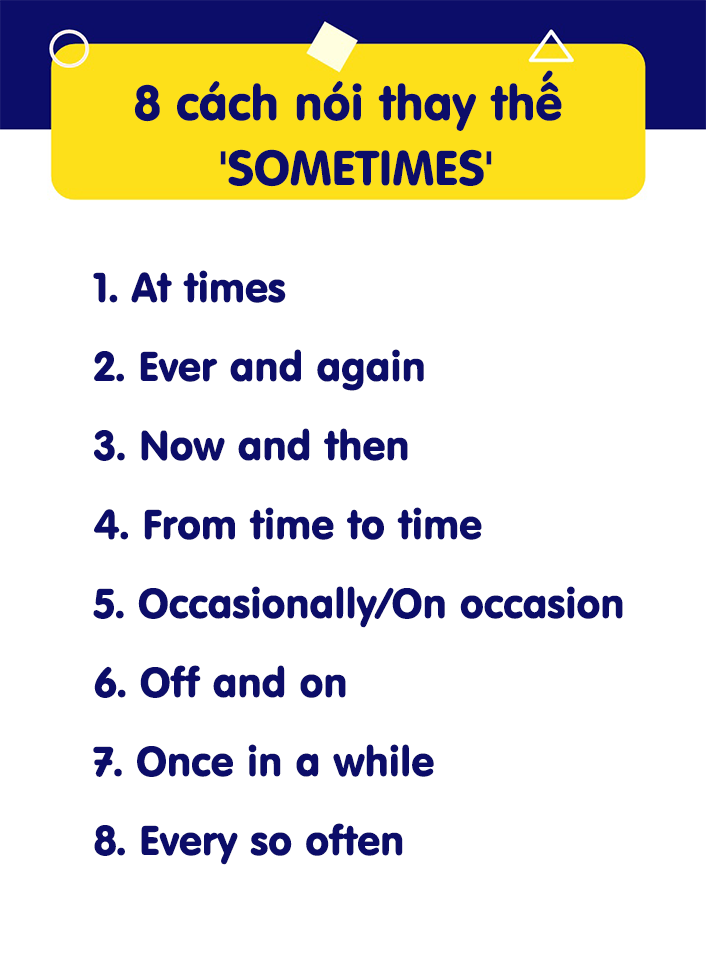 8 cách nói thay thế
'SOMETIMES'
1. At times
2. Ever and again
3. Now and then
4. From time to time
5. Occasionally/On occasion
6. Off and on
7. Once in a while
8. Every so often